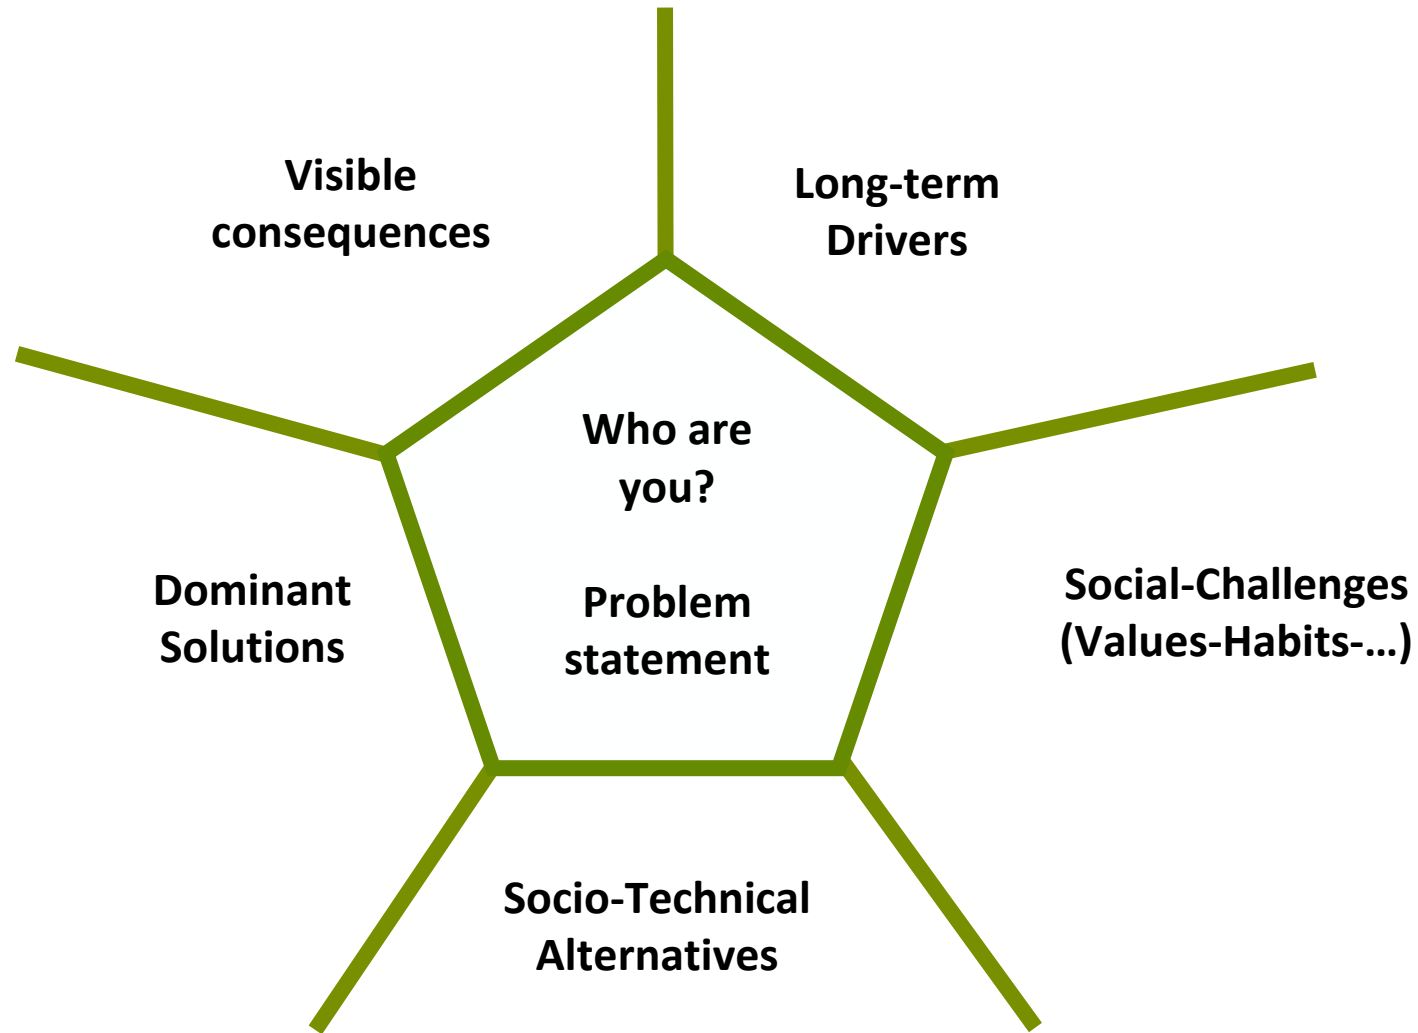 Visible
consequences
Long-term
Drivers
Who are
you?
Problem
statement
Dominant
Solutions
Social-Challenges
(Values-Habits-...)
Socio-Technical
Alternatives